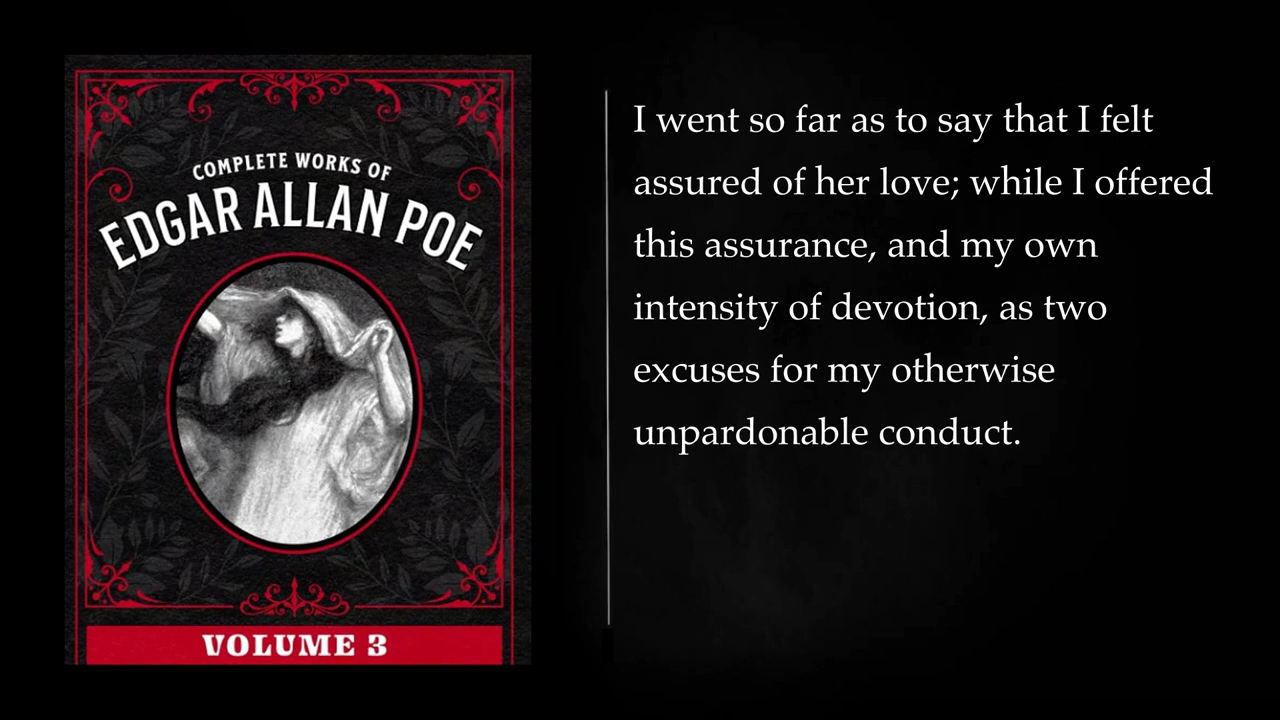 COMPLETE WORKS OF
EDGAR ALLAN POE
VOLUME 3
I went so far as to say that I felt
assured of her love; while I offered
this assurance, and my own
intensity of devotion, as two
excuses for my otherwise
unpardonable conduct.